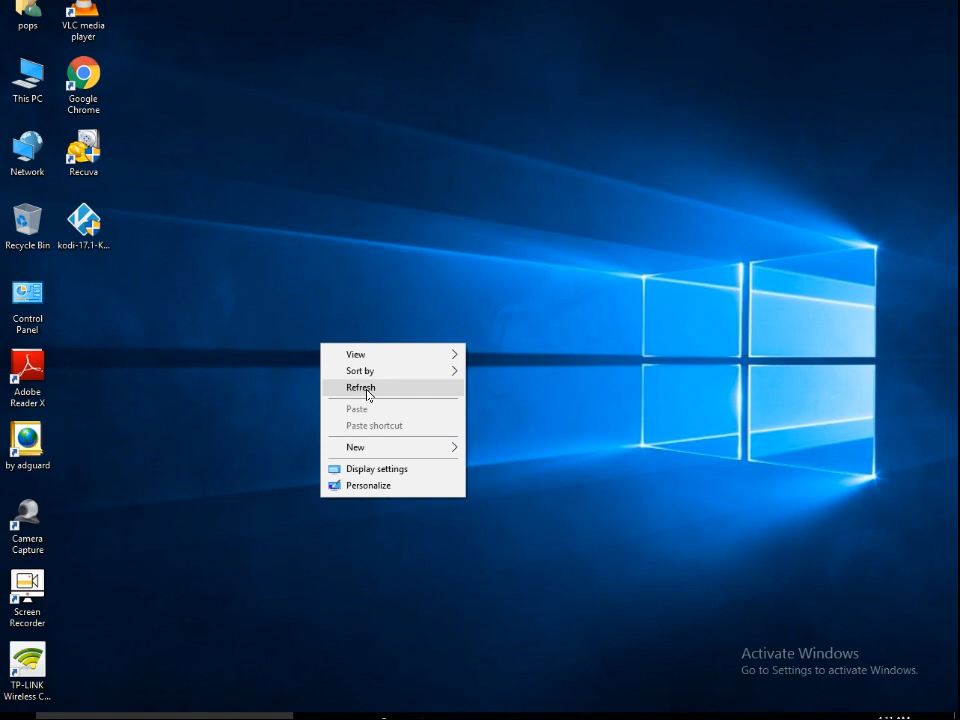 pops
VLC media
player
This PC
Google
Chrome
Network
Recuva
Recycle Bin
kodi-17.1-K...
Control
Panel
Adobe
Reader X
by adguard
Camera
Capture
Screen
Recorder
TP-LINK
Wireless C...
View
Sort by
Refresh
Paste
Paste shortcut
New
Display settings
Personalize
Activate Windows
Go to Settings to activate Windows.